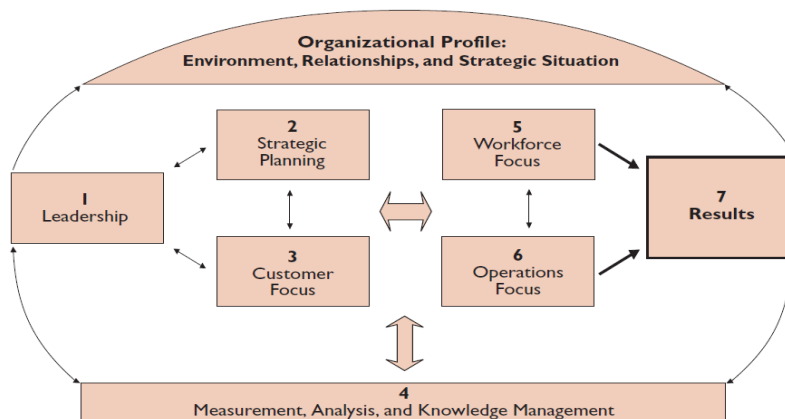 Organizational Profile:
Environment, Relationships, and Strategic Situation
2
Strategic
Planning
5
Workforce
Focus
1
Leadership
7
Results
3
Customer
Focus
6
Operations
Focus
4
Measurement, Analysis, and Knowledge Management